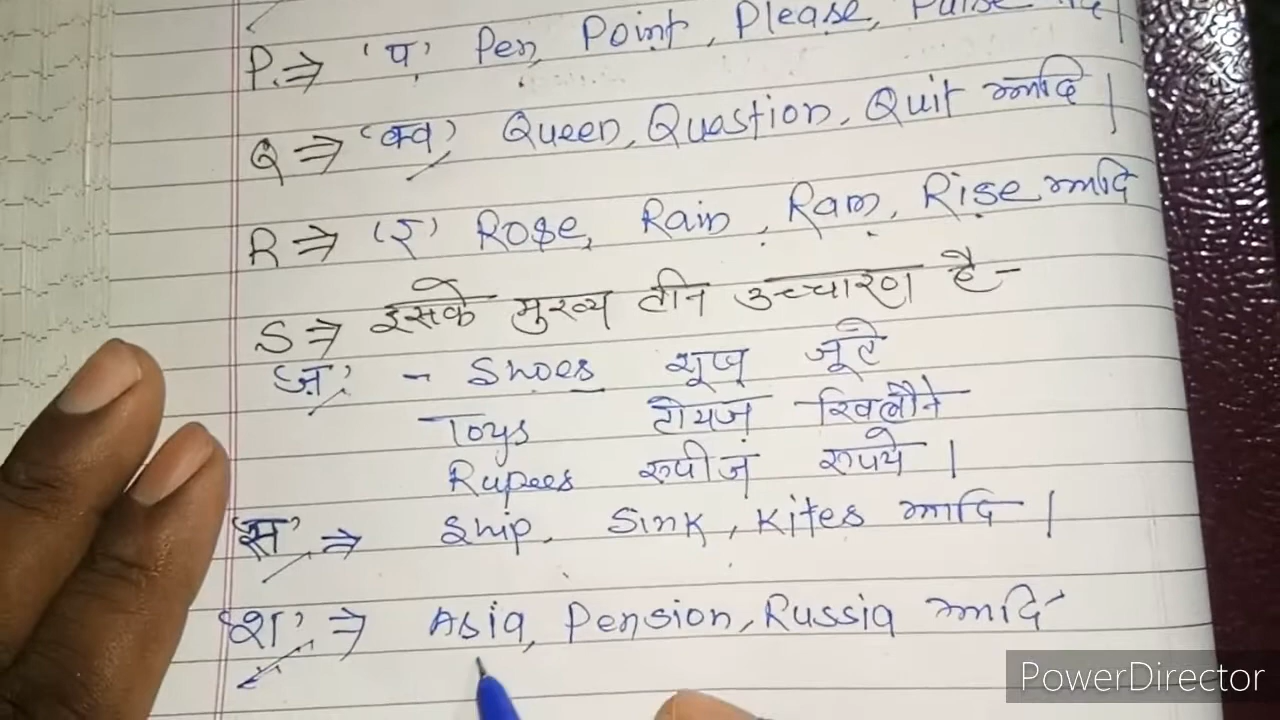 P. ⇒ 'प' Pen, Point, Please, Pulse
Q ⇒ 'क्व' Queen, Question, Quit आदि |
R ⇒ 'र' Rose, Rain, Ram, Rise आदि
S ⇒ इसके मुख्य तीन उच्चारण है -
'ज़' - Shoes शूज़ जूते
Toys टोयज़ खिलौने
Rupees रूपीज़ रूपये |
'स' ⇒ Ship, Sink, Kites आदि |
'श' ⇒ Asia, Pension, Russia आदि
PowerDirector